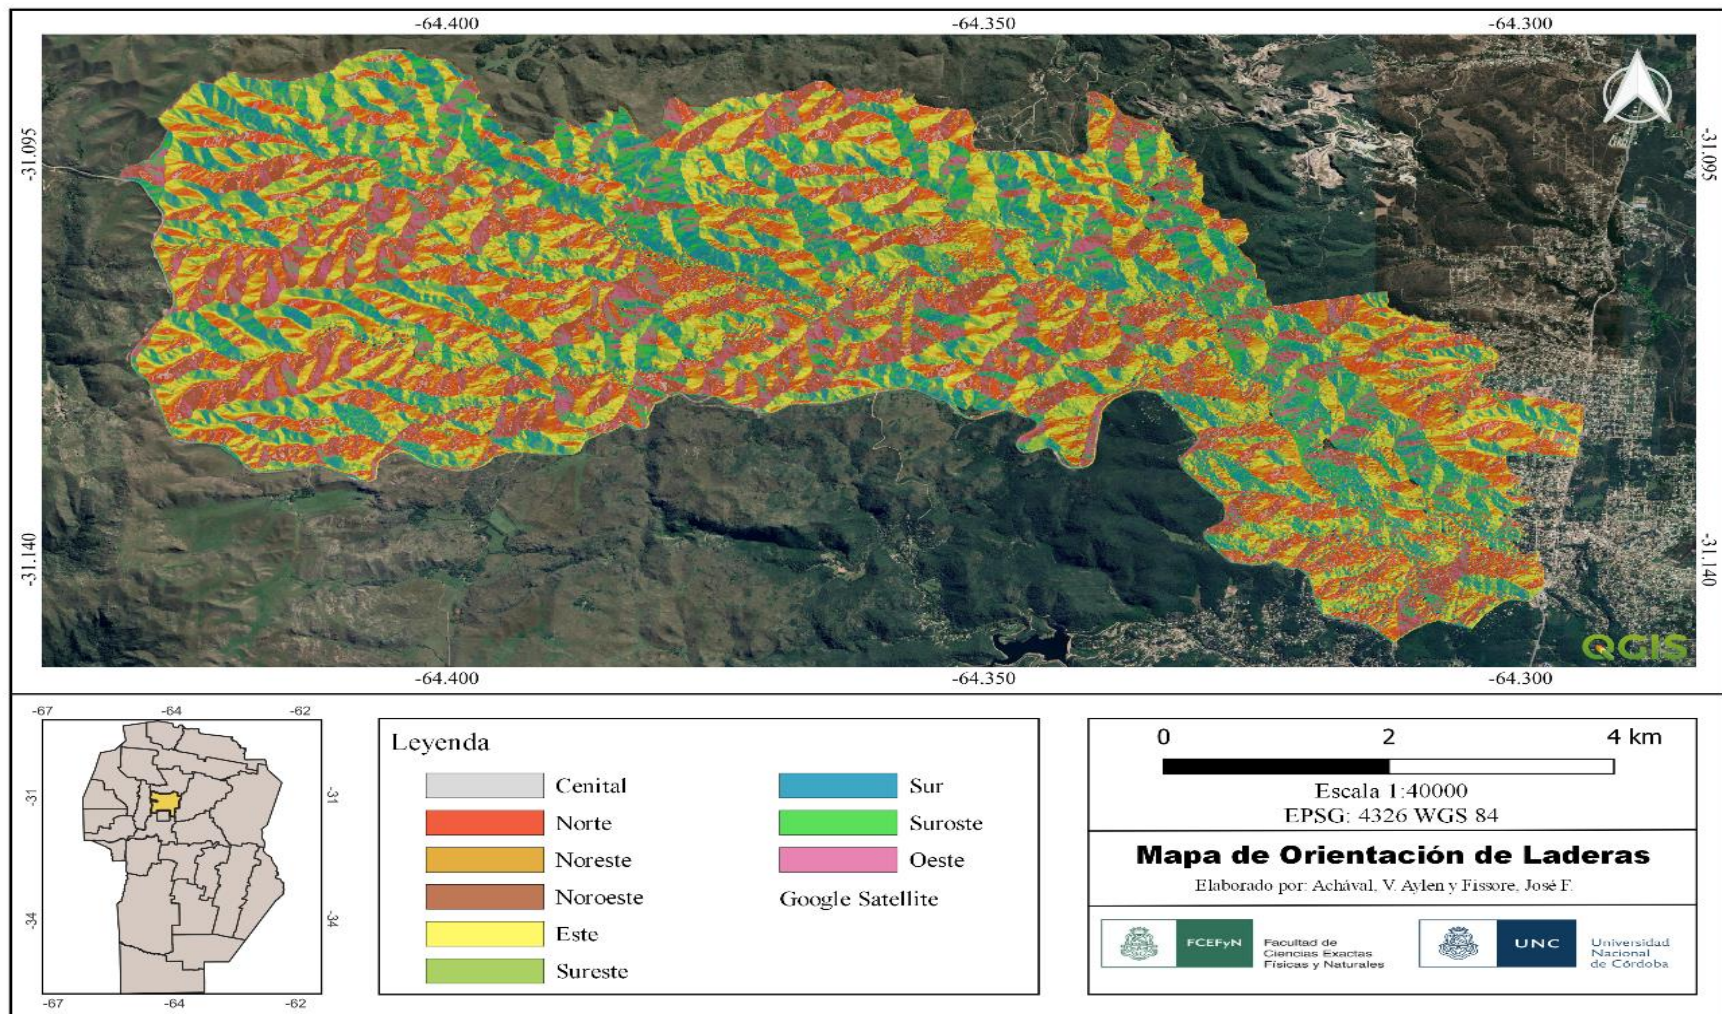 -64.400 -64.350 -64.300
-31.095 -31.095
-31.140 -31.140
QGIS
-64.400 -64.350 -64.300
-67 -64 -62
-31 -31
-34 -34
-67 -64 -62
Leyenda
Cenital
Norte
Noreste
Noroeste
Este
Sureste
Sur
Suroste
Oeste
Google Satellite
0 2 4 km
Escala 1:40000
EPSG: 4326 WGS 84
Mapa de Orientación de Laderas
Elaborado por: Achával, V. Aylen y Fissore, José F.
FCEFyN
Facultad de
Ciencias Exactas
Físicas y Naturales
UNC
Universidad
Nacional
de Córdoba